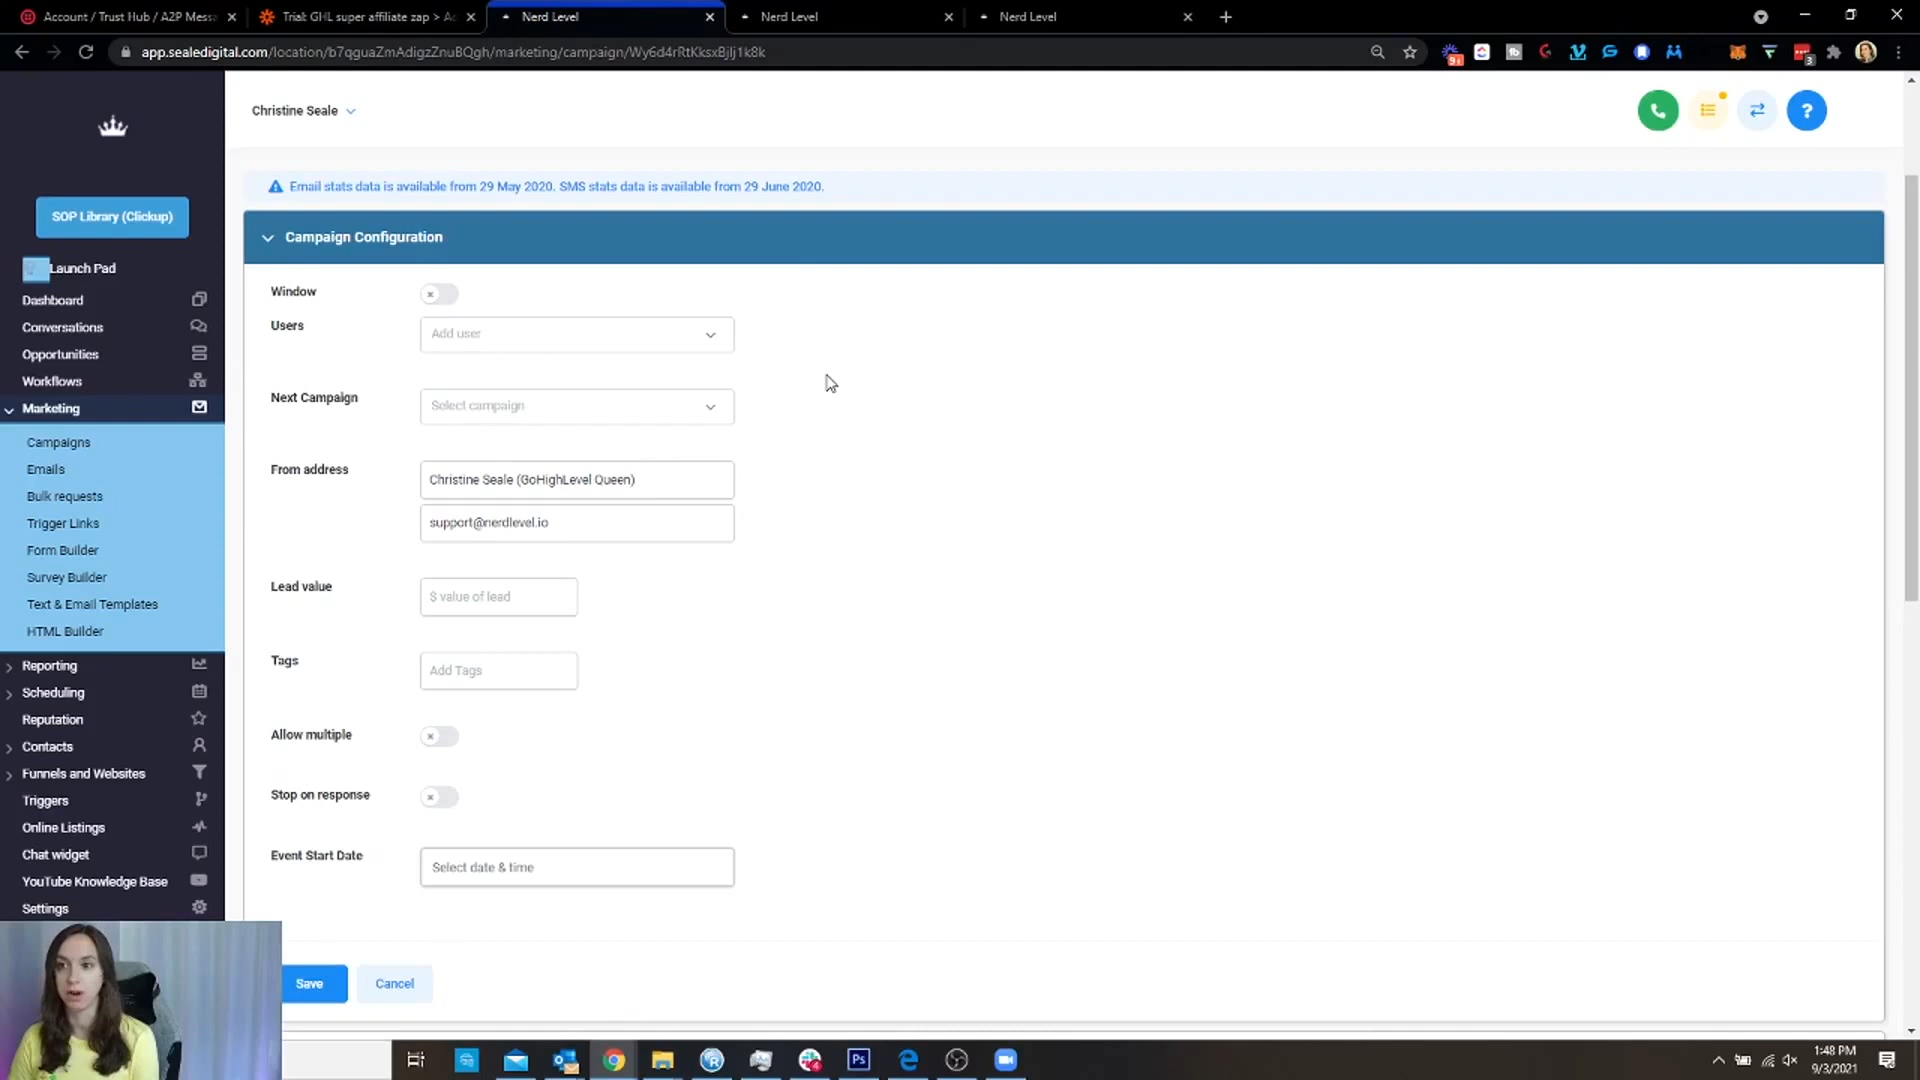 Account / Trust Hub / A2P Messa
Trial: GHL super affiliate zap > Ac
Nerd Level
Nerd Level
Nerd Level
app.sealedigital.com/location/b7qguaZmAdigzZnuBQgh/marketing/campaign/Wy6d4rRtKksxBjlj1k8k
Christine Seale
SOP Library (Clickup)
Launch Pad
Dashboard
Conversations
Opportunities
Workflows
Marketing
Campaigns
Emails
Bulk requests
Trigger Links
Form Builder
Survey Builder
Text & Email Templates
HTML Builder
Reporting
Scheduling
Reputation
Contacts
Funnels and Websites
Triggers
Online Listings
Chat widget
YouTube Knowledge Base
Settings
Email stats data is available from 29 May 2020. SMS stats data is available from 29 June 2020.
Campaign Configuration
Window
Users
Add user
Next Campaign
Select campaign
From address
Christine Seale (GoHighLevel Queen)
support@nerdlevel.io
Lead value
$ value of lead
Tags
Add Tags
Allow multiple
Stop on response
Event Start Date
Select date & time
Save
Cancel
Ps
1:48 PM
9/3/2021